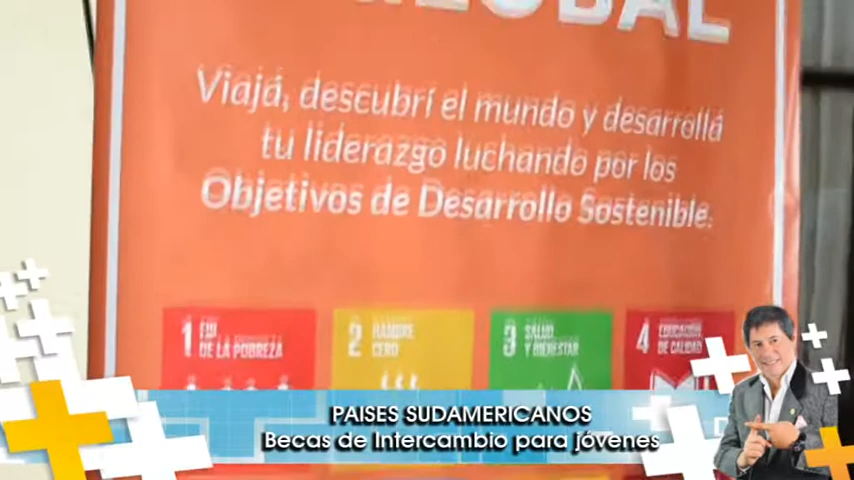 GLOBAL
Viajá, descubrí el mundo y desarrollá
tu liderazgo luchando por los
Objetivos de Desarrollo Sostenible.
1 FIN
DE LA POBREZA
2 HAMBRE
CERO
3 SALUD
Y BIENESTAR
4 EDUCACIÓN
DE CALIDAD
PAISES SUDAMERICANOS
Becas de Intercambio para jóvenes